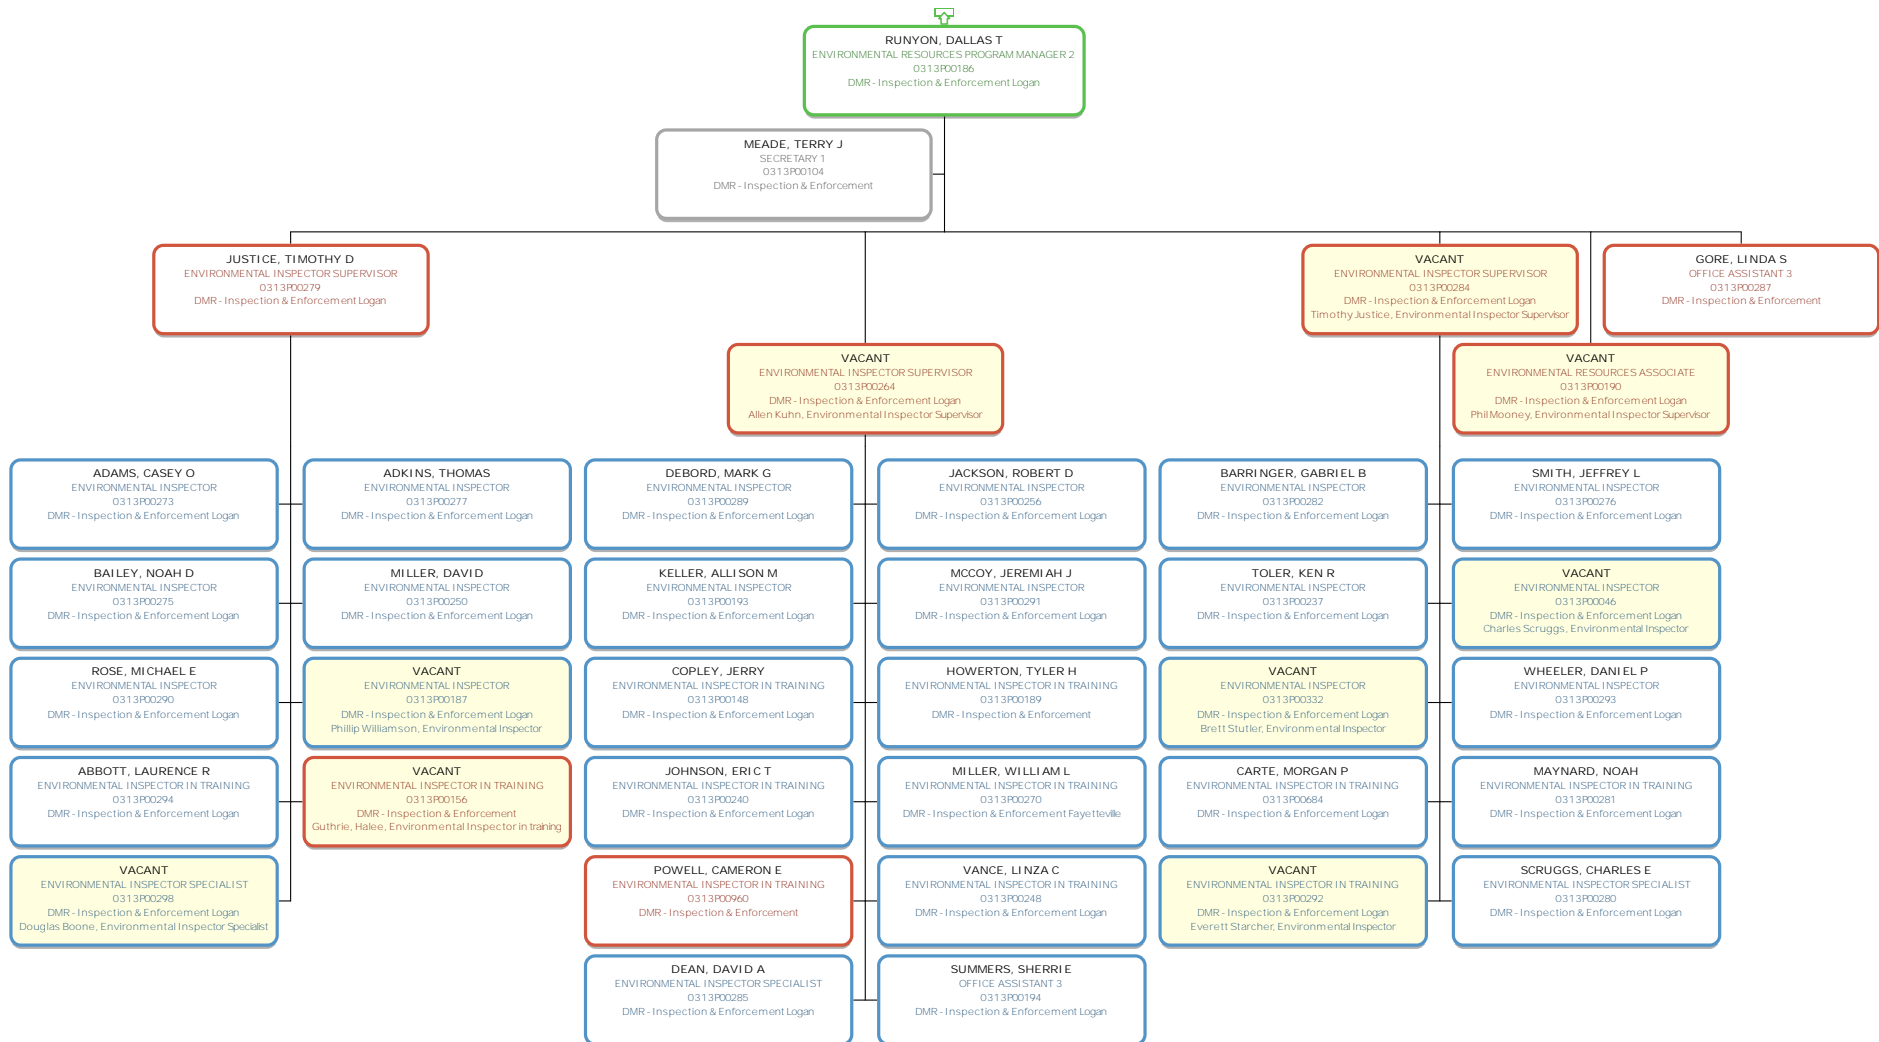 RUNYON, DALLAS T
ENVIRONMENTAL RESOURCES PROGRAM MANAGER 2
0313P00186
DMR - Inspection & Enforcement Logan
MEADE, TERRY J
SECRETARY 1
0313P00104
DMR - Inspection & Enforcement
JUSTICE, TIMOTHY D
ENVIRONMENTAL INSPECTOR SUPERVISOR
0313P00279
DMR - Inspection & Enforcement Logan
VACANT
ENVIRONMENTAL INSPECTOR SUPERVISOR
0313P00284
DMR - Inspection & Enforcement Logan
Timothy Justice, Environmental Inspector Supervisor
GORE, LINDA S
OFFICE ASSISTANT 3
0313P00287
DMR - Inspection & Enforcement
VACANT
ENVIRONMENTAL INSPECTOR SUPERVISOR
0313P00264
DMR - Inspection & Enforcement Logan
Allen Kuhn, Environmental Inspector Supervisor
VACANT
ENVIRONMENTAL RESOURCES ASSOCIATE
0313P00190
DMR - Inspection & Enforcement Logan
Phil Mooney, Environmental Inspector Supervisor
ADAMS, CASEY O
ENVIRONMENTAL INSPECTOR
0313P00273
DMR - Inspection & Enforcement Logan
ADKINS, THOMAS
ENVIRONMENTAL INSPECTOR
0313P00277
DMR - Inspection & Enforcement Logan
DEBORD, MARK G
ENVIRONMENTAL INSPECTOR
0313P00289
DMR - Inspection & Enforcement Logan
JACKSON, ROBERT D
ENVIRONMENTAL INSPECTOR
0313P00256
DMR - Inspection & Enforcement Logan
BARRINGER, GABRIEL B
ENVIRONMENTAL INSPECTOR
0313P00282
DMR - Inspection & Enforcement Logan
SMITH, JEFFREY L
ENVIRONMENTAL INSPECTOR
0313P00276
DMR - Inspection & Enforcement Logan
BAILEY, NOAH D
ENVIRONMENTAL INSPECTOR
0313P00275
DMR - Inspection & Enforcement Logan
MILLER, DAVID
ENVIRONMENTAL INSPECTOR
0313P00250
DMR - Inspection & Enforcement Logan
KELLER, ALLISON M
ENVIRONMENTAL INSPECTOR
0313P00193
DMR - Inspection & Enforcement Logan
MCCOY, JEREMIAH J
ENVIRONMENTAL INSPECTOR
0313P00291
DMR - Inspection & Enforcement Logan
TOLER, KEN R
ENVIRONMENTAL INSPECTOR
0313P00237
DMR - Inspection & Enforcement Logan
VACANT
ENVIRONMENTAL INSPECTOR
0313P00046
DMR - Inspection & Enforcement Logan
Charles Scruggs, Environmental Inspector
ROSE, MICHAEL E
ENVIRONMENTAL INSPECTOR
0313P00290
DMR - Inspection & Enforcement Logan
VACANT
ENVIRONMENTAL INSPECTOR
0313P00187
DMR - Inspection & Enforcement Logan
Phillip Williamson, Environmental Inspector
COPLEY, JERRY
ENVIRONMENTAL INSPECTOR IN TRAINING
0313P00148
DMR - Inspection & Enforcement Logan
HOWERTON, TYLER H
ENVIRONMENTAL INSPECTOR IN TRAINING
0313P00189
DMR - Inspection & Enforcement
VACANT
ENVIRONMENTAL INSPECTOR
0313P00332
DMR - Inspection & Enforcement Logan
Brett Stutler, Environmental Inspector
WHEELER, DANIEL P
ENVIRONMENTAL INSPECTOR
0313P00293
DMR - Inspection & Enforcement Logan
ABBOTT, LAURENCE R
ENVIRONMENTAL INSPECTOR IN TRAINING
0313P00294
DMR - Inspection & Enforcement Logan
VACANT
ENVIRONMENTAL INSPECTOR IN TRAINING
0313P00156
DMR - Inspection & Enforcement
Guthrie, Halee, Environmental Inspector in training
JOHNSON, ERIC T
ENVIRONMENTAL INSPECTOR IN TRAINING
0313P00240
DMR - Inspection & Enforcement Logan
MILLER, WILLIAM L
ENVIRONMENTAL INSPECTOR IN TRAINING
0313P00270
DMR - Inspection & Enforcement Fayetteville
CARTE, MORGAN P
ENVIRONMENTAL INSPECTOR IN TRAINING
0313P00684
DMR - Inspection & Enforcement Logan
MAYNARD, NOAH
ENVIRONMENTAL INSPECTOR IN TRAINING
0313P00281
DMR - Inspection & Enforcement Logan
VACANT
ENVIRONMENTAL INSPECTOR SPECIALIST
0313P00298
DMR - Inspection & Enforcement Logan
Douglas Boone, Environmental Inspector Specialist
POWELL, CAMERON E
ENVIRONMENTAL INSPECTOR IN TRAINING
0313P00960
DMR - Inspection & Enforcement
VANCE, LINZA C
ENVIRONMENTAL INSPECTOR IN TRAINING
0313P00248
DMR - Inspection & Enforcement Logan
VACANT
ENVIRONMENTAL INSPECTOR IN TRAINING
0313P00292
DMR - Inspection & Enforcement Logan
Everett Starcher, Environmental Inspector
SCRUGGS, CHARLES E
ENVIRONMENTAL INSPECTOR SPECIALIST
0313P00280
DMR - Inspection & Enforcement Logan
DEAN, DAVID A
ENVIRONMENTAL INSPECTOR SPECIALIST
0313P00285
DMR - Inspection & Enforcement Logan
SUMMERS, SHERRI E
OFFICE ASSISTANT 3
0313P00194
DMR - Inspection & Enforcement Logan